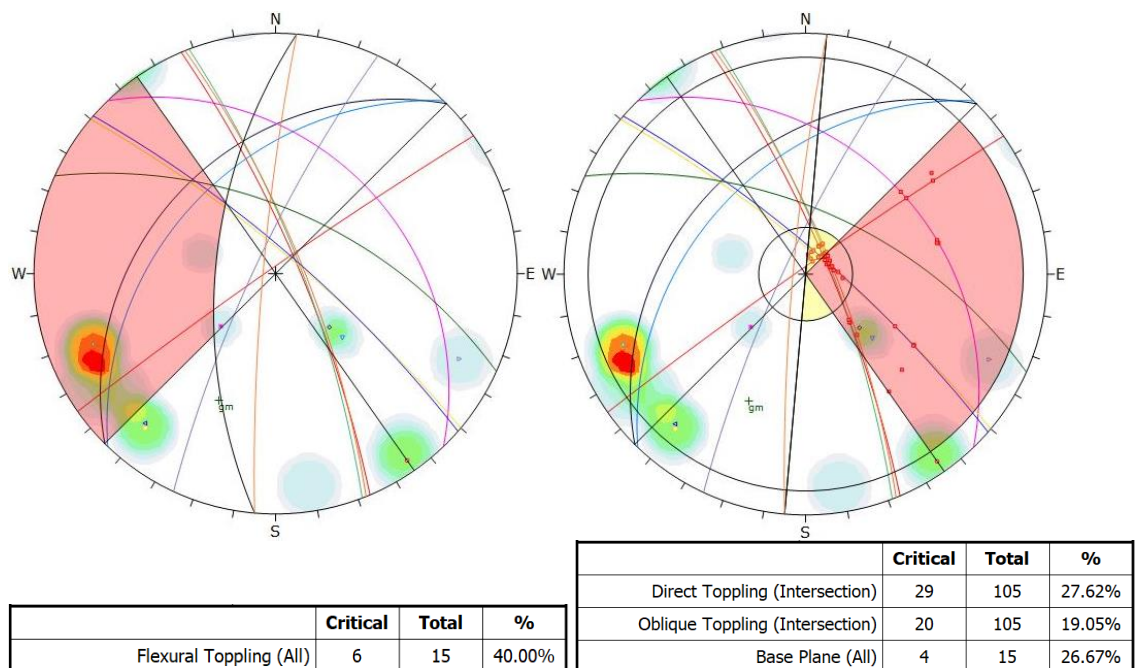 N
N
W
E
W
E
gm
gm
S
S
Critical Total %
Direct Toppling (Intersection) 29 105 27.62%
Oblique Toppling (Intersection) 20 105 19.05%
Base Plane (All) 4 15 26.67%
Critical Total %
Flexural Toppling (All) 6 15 40.00%